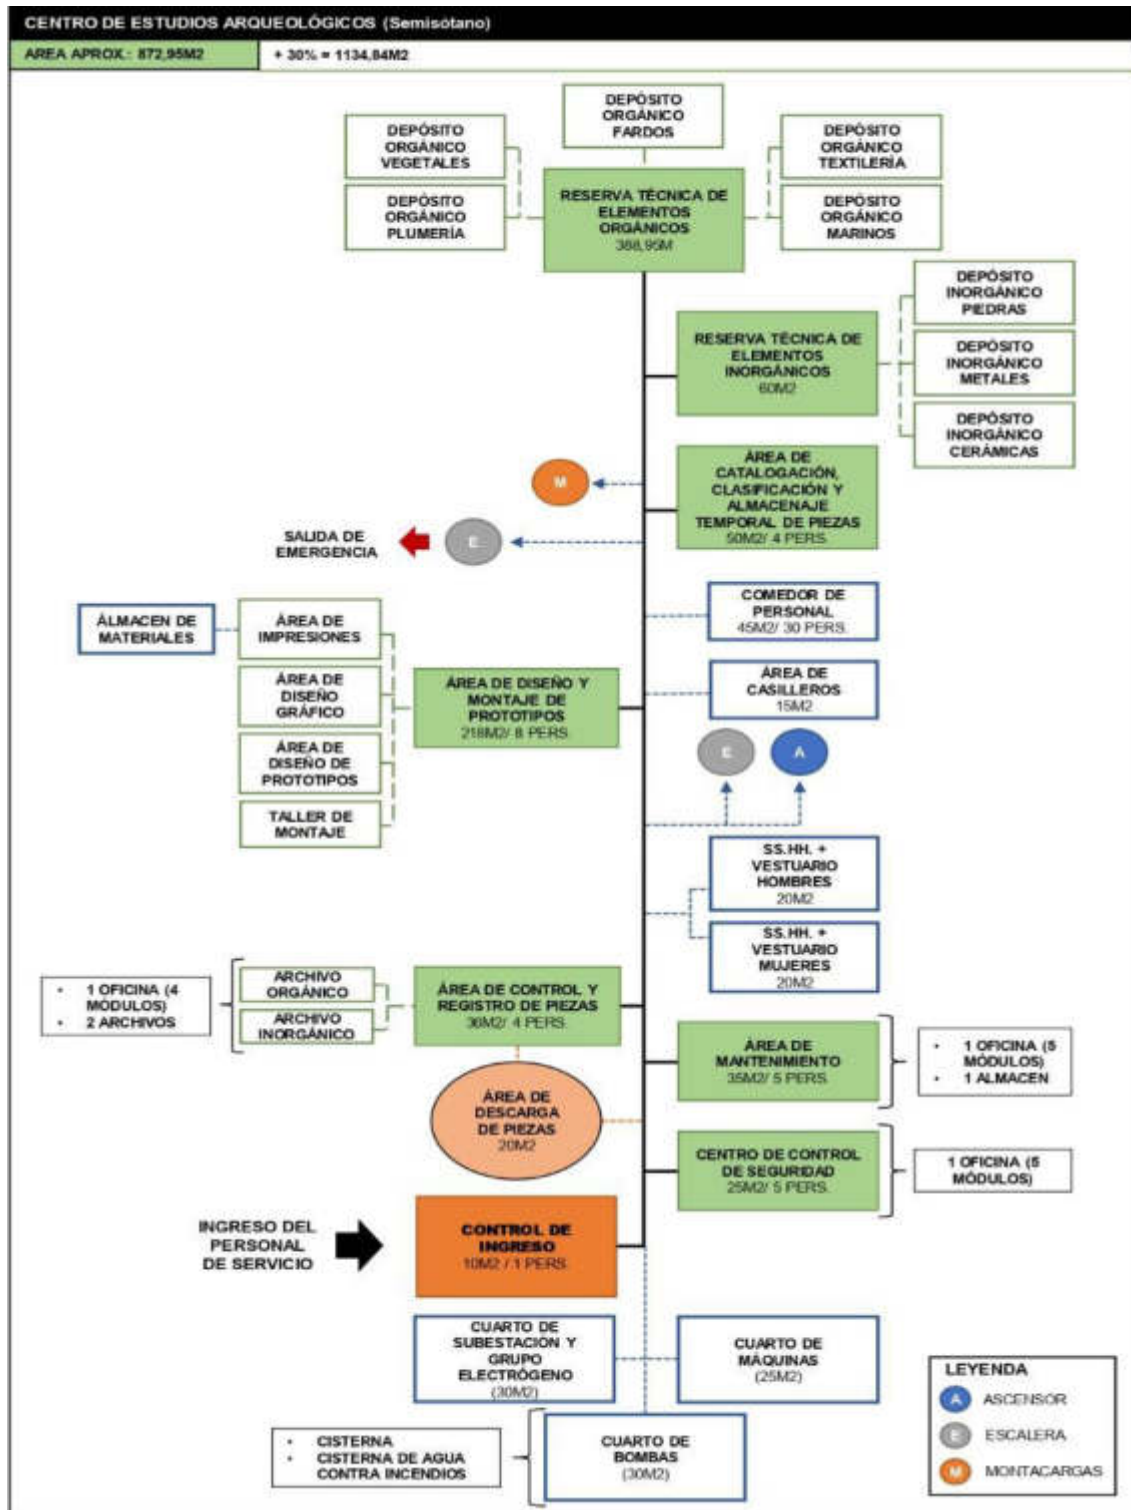 CENTRO DE ESTUDIOS ARQUEOLÓGICOS (Semisótano)
AREA APROX.: 872,95M2
+ 30% = 1134,84M2
DEPÓSITO
ORGÁNICO
FARDOS
DEPÓSITO
ORGÁNICO
VEGETALES
DEPÓSITO
ORGÁNICO
TEXTILERÍA
RESERVA TÉCNICA DE
ELEMENTOS
ORGÁNICOS
388,95M
DEPÓSITO
ORGÁNICO
PLUMERÍA
DEPÓSITO
ORGÁNICO
MARINOS
DEPÓSITO
INORGÁNICO
PIEDRAS
RESERVA TÉCNICA DE
ELEMENTOS
INORGÁNICOS
60M2
DEPÓSITO
INORGÁNICO
METALES
DEPÓSITO
INORGÁNICO
CERÁMICAS
ÁREA DE
CATALOGACIÓN,
CLASIFICACIÓN Y
ALMACENAJE
TEMPORAL DE PIEZAS
50M2/ 4 PERS.
M
SALIDA DE
EMERGENCIA
E
COMEDOR DE
PERSONAL
45M2/ 30 PERS.
ÁLMACEN DE
MATERIALES
ÁREA DE
IMPRESIONES
ÁREA DE
DISEÑO
GRÁFICO
ÁREA DE DISEÑO Y
MONTAJE DE
PROTOTIPOS
218M2/ 8 PERS.
ÁREA DE
CASILLEROS
15M2
ÁREA DE
DISEÑO DE
PROTOTIPOS
E
A
TALLER DE
MONTAJE
SS.HH. +
VESTUARIO
HOMBRES
20M2
SS.HH. +
VESTUARIO
MUJERES
20M2
• 1 OFICINA (4
MÓDULOS)
• 2 ARCHIVOS
ARCHIVO
ORGÁNICO
ARCHIVO
INORGÁNICO
ÁREA DE CONTROL Y
REGISTRO DE PIEZAS
36M2/ 4 PERS.
ÁREA DE
MANTENIMIENTO
35M2/ 5 PERS.
• 1 OFICINA (5
MÓDULOS)
• 1 ALMACEN
ÁREA DE
DESCARGA
DE PIEZAS
20M2
CENTRO DE CONTROL
DE SEGURIDAD
25M2/ 5 PERS.
1 OFICINA (5
MÓDULOS)
INGRESO DEL
PERSONAL
DE SERVICIO
CONTROL DE
INGRESO
10M2 / 1 PERS.
CUARTO DE
SUBESTACIÓN Y
GRUPO
ELECTRÓGENO
(30M2)
CUARTO DE
MÁQUINAS
(25M2)
• CISTERNA
• CISTERNA DE AGUA
CONTRA INCENDIOS
CUARTO DE
BOMBAS
(30M2)
LEYENDA
A ASCENSOR
E ESCALERA
M MONTACARGAS